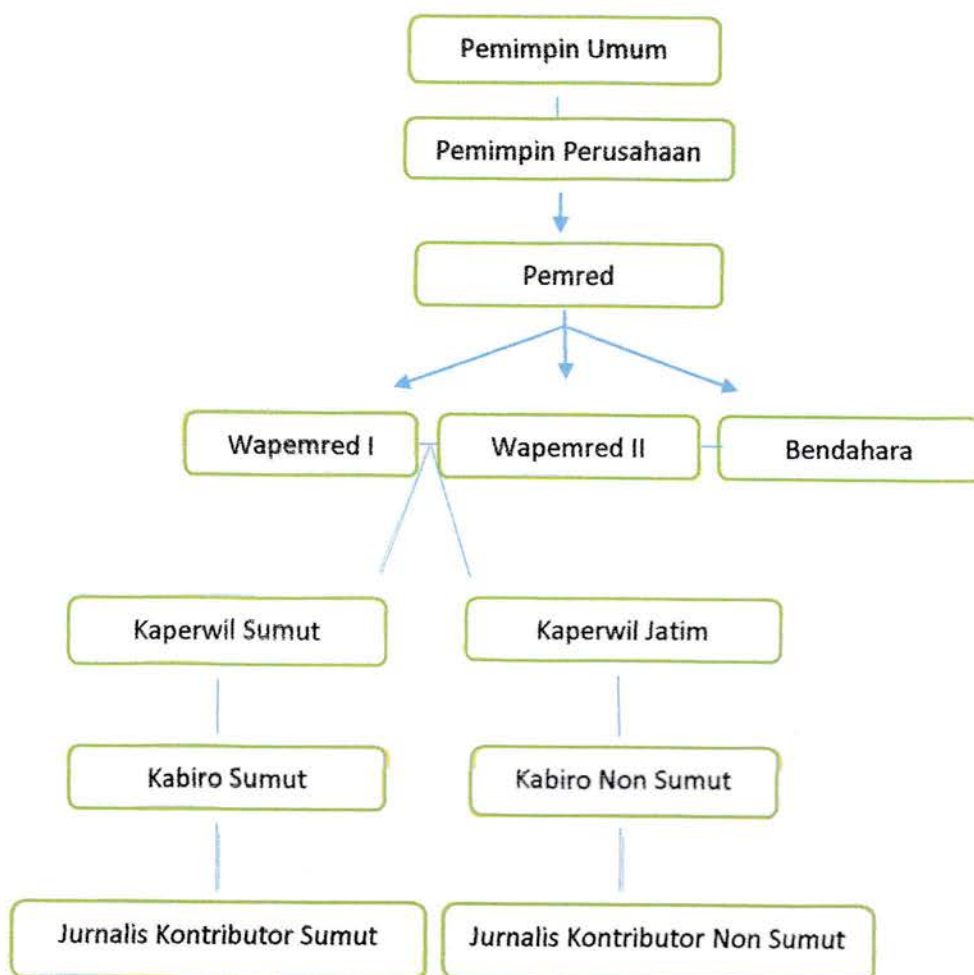 Pemimpin Umum
Pemimpin Perusahaan
Pemred
Wapemred I
Wapemred II
Bendahara
Kaperwil Sumut
Kaperwil Jatim
Kabiro Sumut
Kabiro Non Sumut
Jurnalis Kontributor Sumut
Jurnalis Kontributor Non Sumut